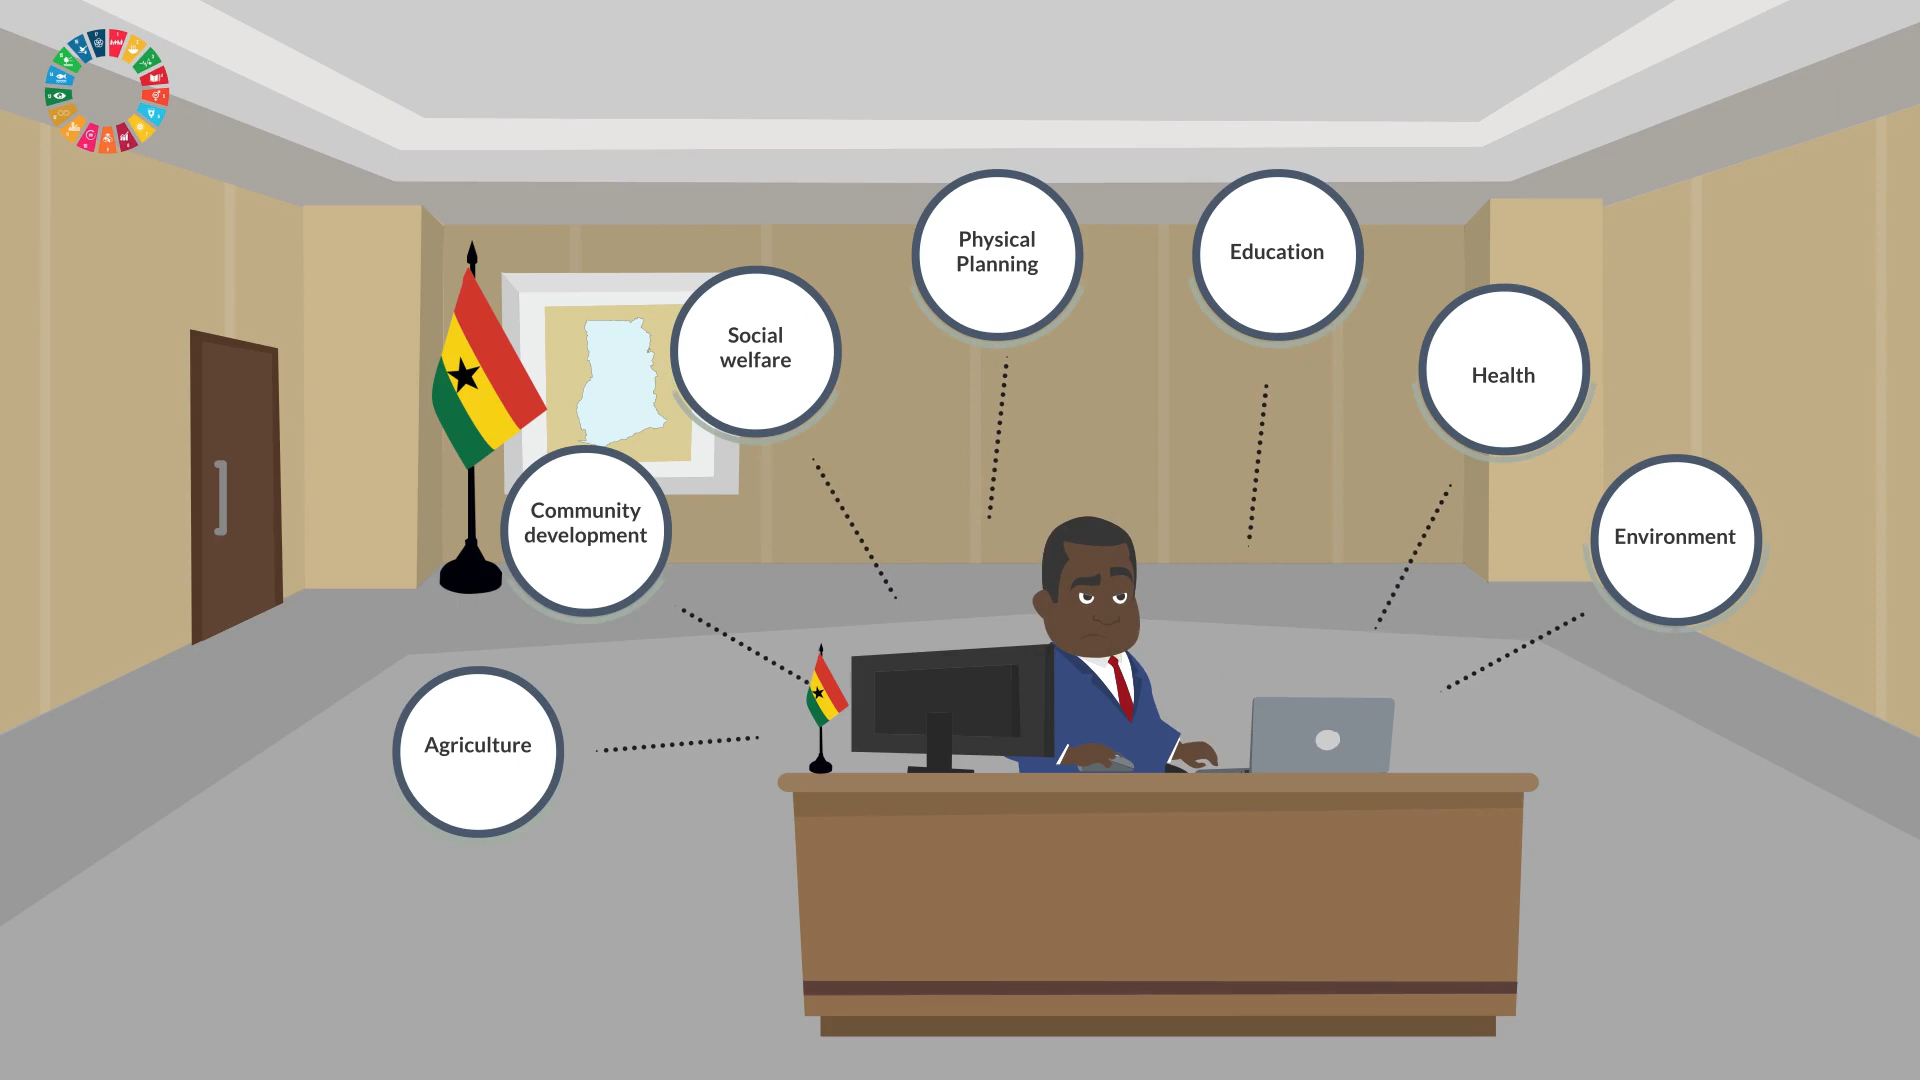 Physical
Planning
Education
Social
welfare
Health
Community
development
Environment
Agriculture